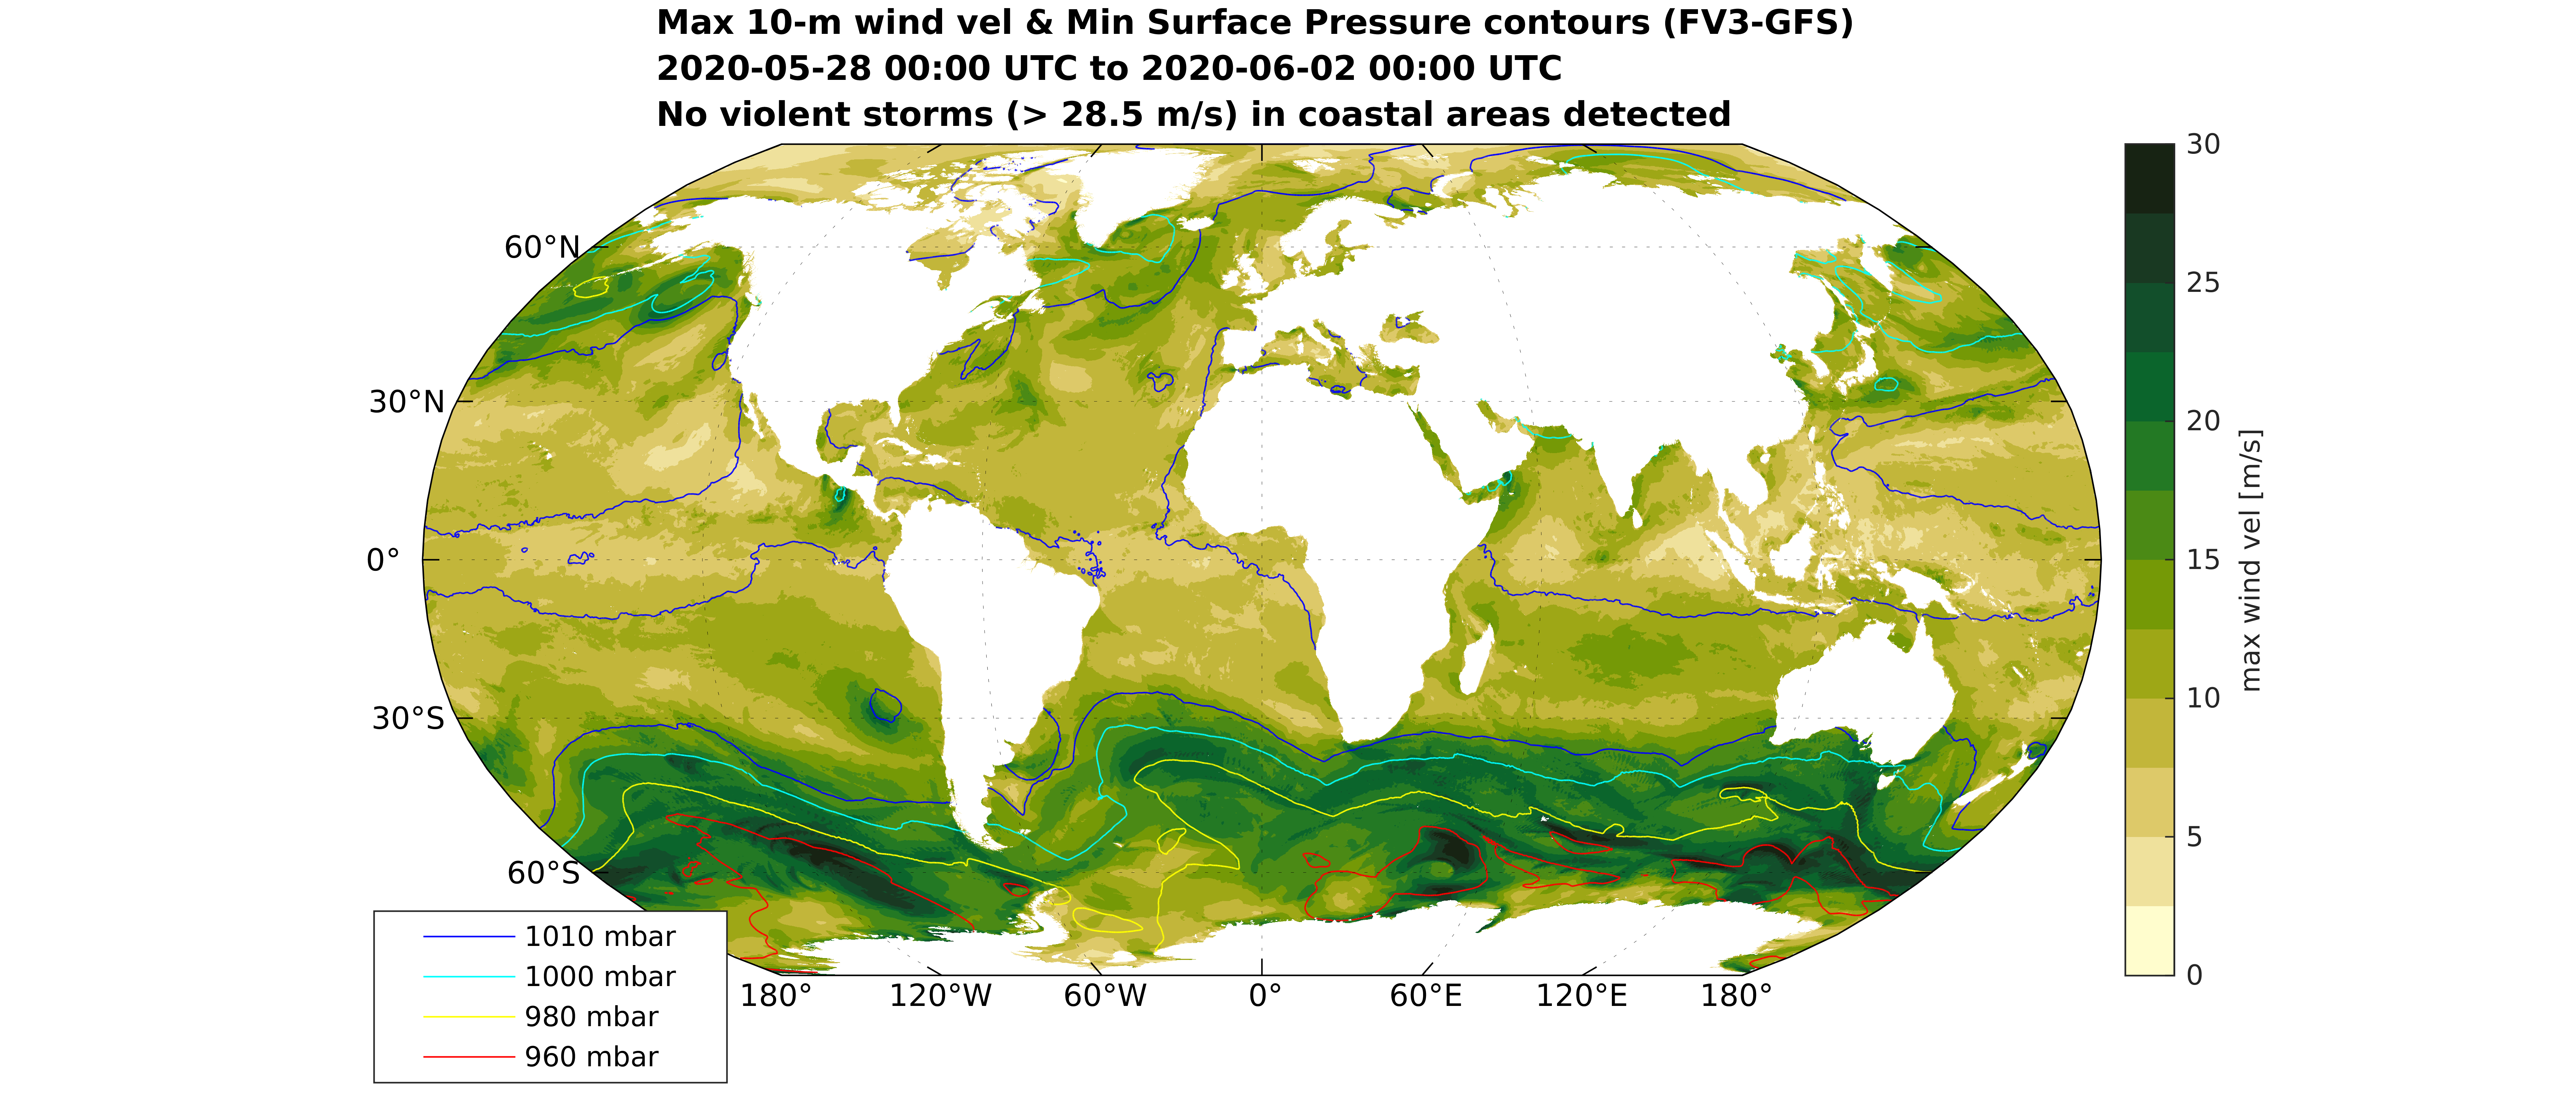 Max 10-m wind vel & Min Surface Pressure contours (FV3-GFS)
2020-05-28 00:00 UTC to 2020-06-02 00:00 UTC
No violent storms (> 28.5 m/s) in coastal areas detected
60°N
30°N
0°
30°S
60°S
180°
120°W
60°W
0°
60°E
120°E
180°
1010 mbar
1000 mbar
980 mbar
960 mbar
30
25
20
15
10
5
0
max wind vel [m/s]